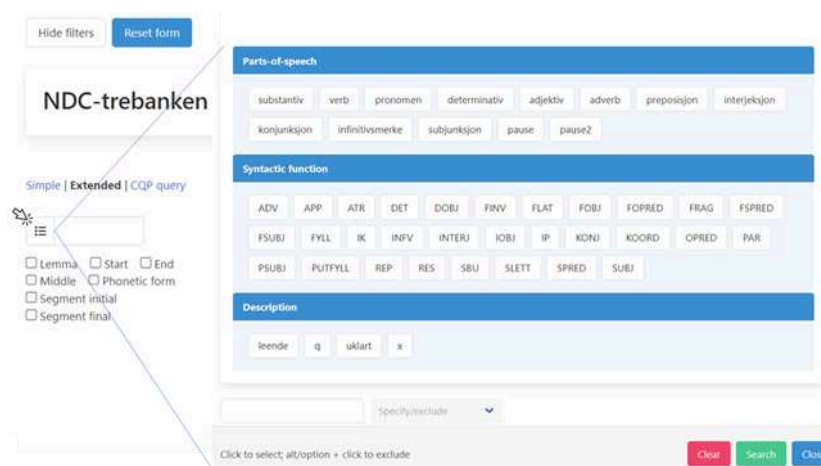 Hide filters Reset form
NDC-trebanken
Simple | Extended | CQP query
Lemma Start End
Middle Phonetic form
Segment initial
Segment final
Parts-of-speech
substantiv verb pronomen determinativ adjektiv adverb preposisjon interjeksjon
konjunksjon infinitivsmerke subjunksjon pause pause2
Syntactic function
ADV APP ATR DET DOBJ FINV FLAT FOBJ FOPRED FRAG FSPRED
FSUBJ FYLL IK INFV INTERJ IOBJ IP KONJ KOORD OPRED PAR
PSUBJ PUTFYLL REP RES SBU SLETT SPRED SUBJ
Description
leende q uklart x
Specify/exclude
Click to select; alt/option + click to exclude Clear Search Clos